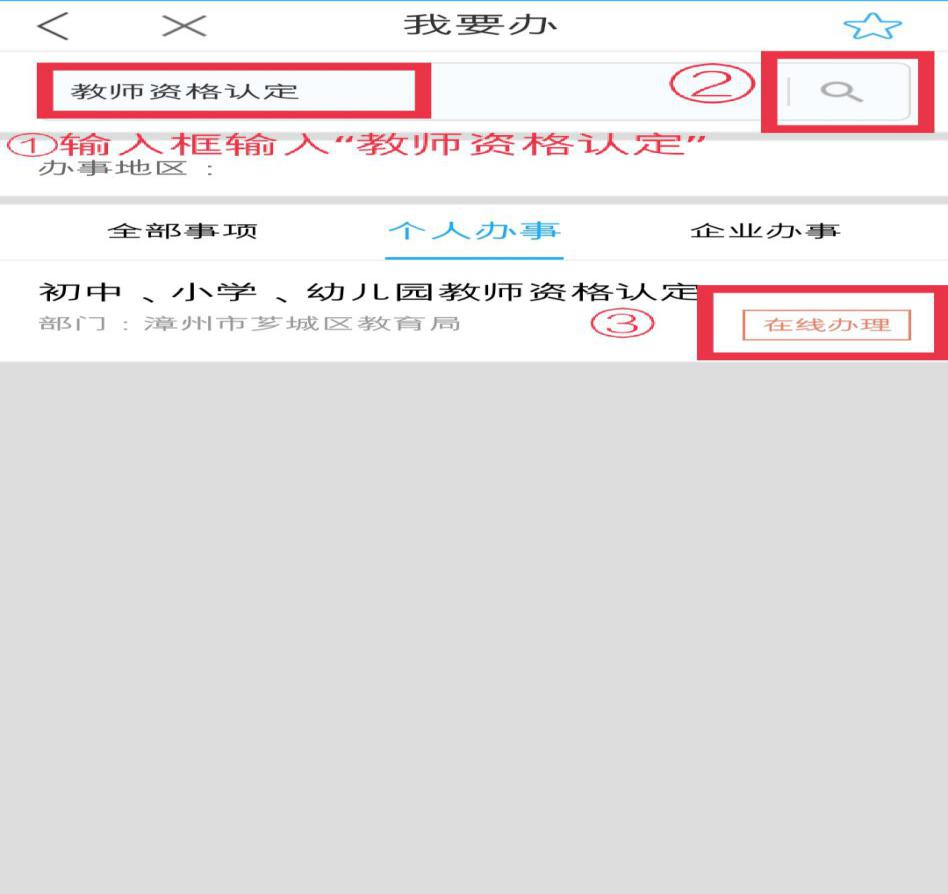 我要办
教师资格认定
②
①输入框输入“教师资格认定”
办事地区：
全部事项 个人办事 企业办事
初中、小学、幼儿园教师资格认定
部门：漳州市芗城区教育局
③
在线办理